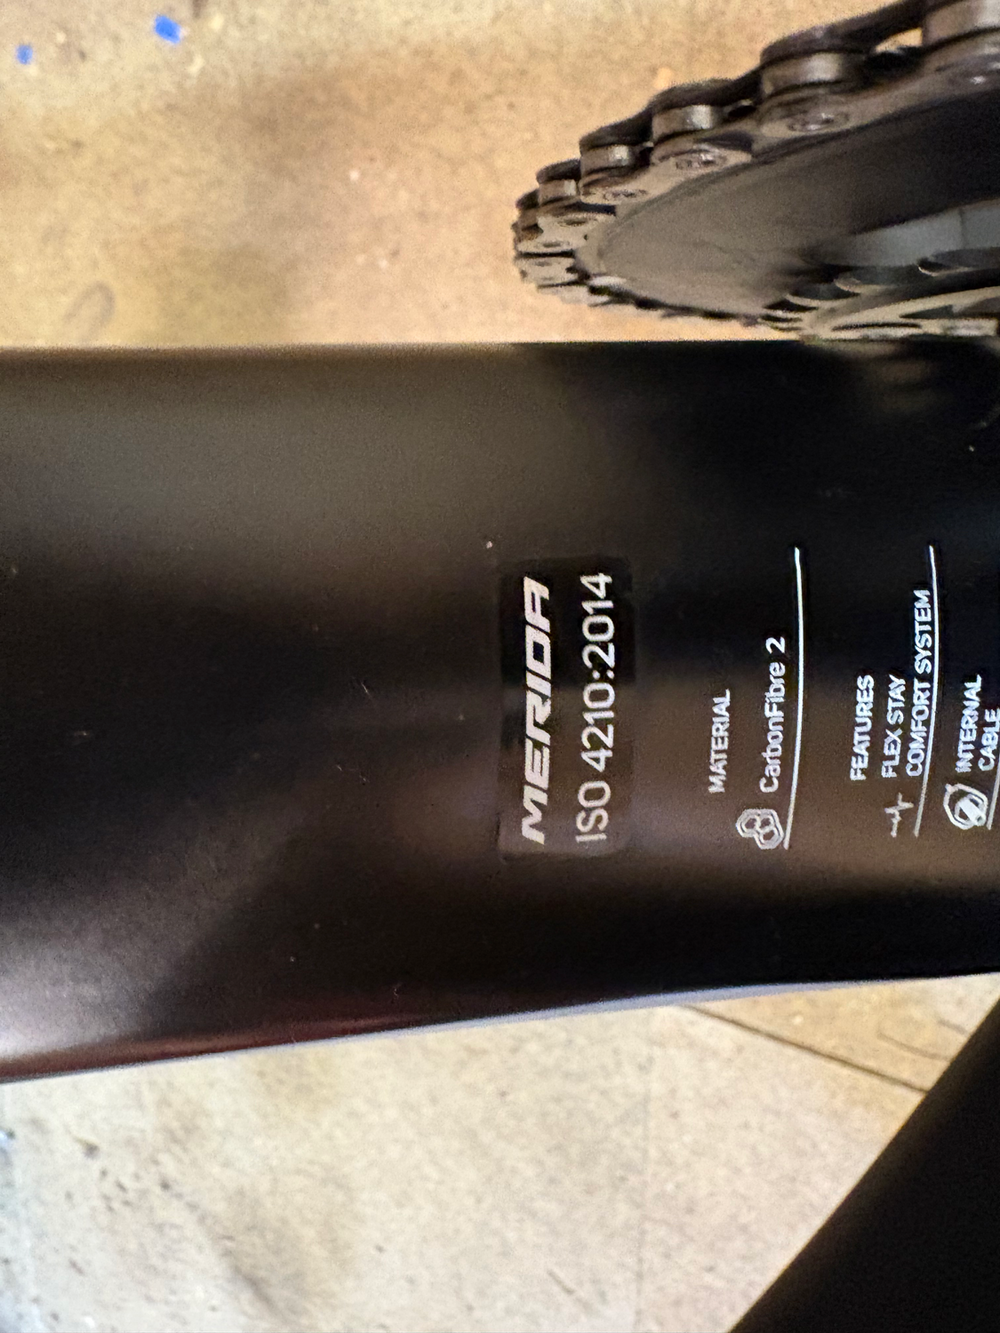 MERIDA
ISO 4210:2014
MATERIAL
CarbonFibre 2
FEATURES
FLEX STAY
COMFORT SYSTEM
INTERNAL
CABLE